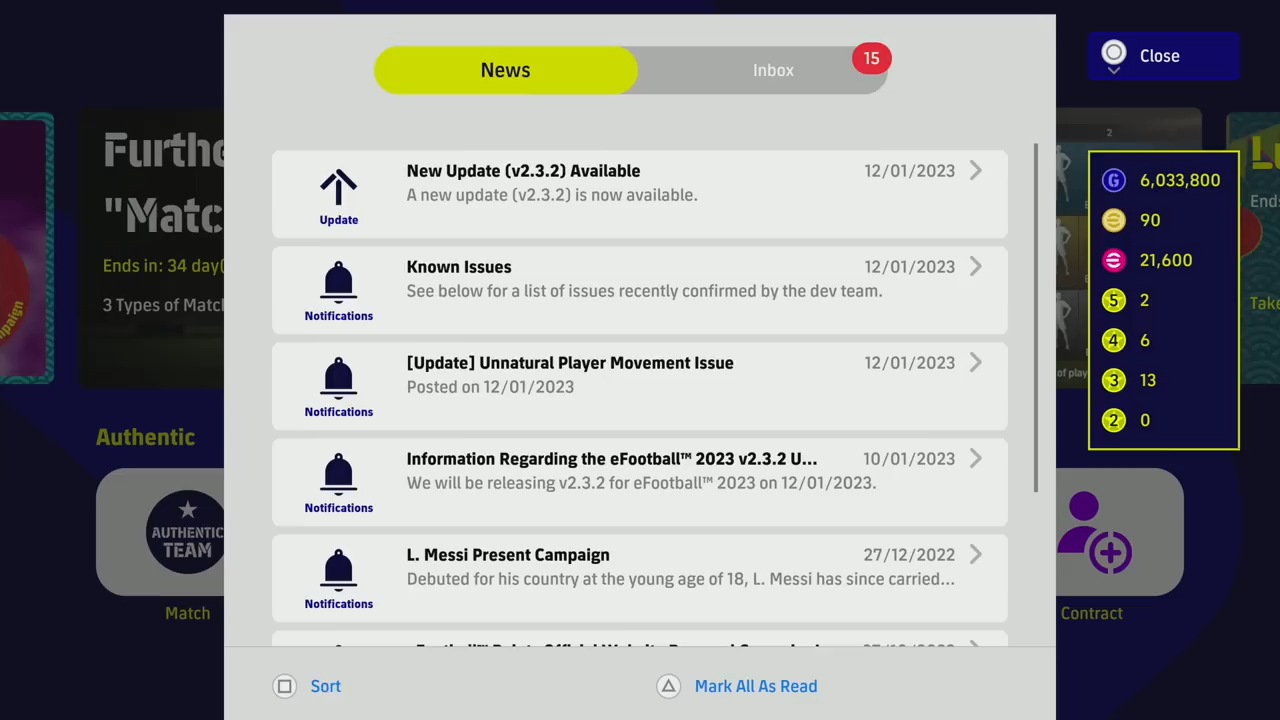 News
Inbox
15
Close
New Update (v2.3.2) Available
12/01/2023
A new update (v2.3.2) is now available.
Update
Known Issues
12/01/2023
See below for a list of issues recently confirmed by the dev team.
Notifications
[Update] Unnatural Player Movement Issue
12/01/2023
Posted on 12/01/2023
Notifications
Information Regarding the eFootball™ 2023 v2.3.2 U...
10/01/2023
We will be releasing v2.3.2 for eFootball™ 2023 on 12/01/2023.
Notifications
L. Messi Present Campaign
27/12/2022
Debuted for his country at the young age of 18, L. Messi has since carried...
Notifications
Sort
Mark All As Read
G 6,033,800
90
21,600
5 2
4 6
3 13
2 0
Furthe
"Matc
Ends in: 34 day(
3 Types of Matc
2
of play
Ends
Take
Authentic
AUTHENTIC
TEAM
Match
Contract